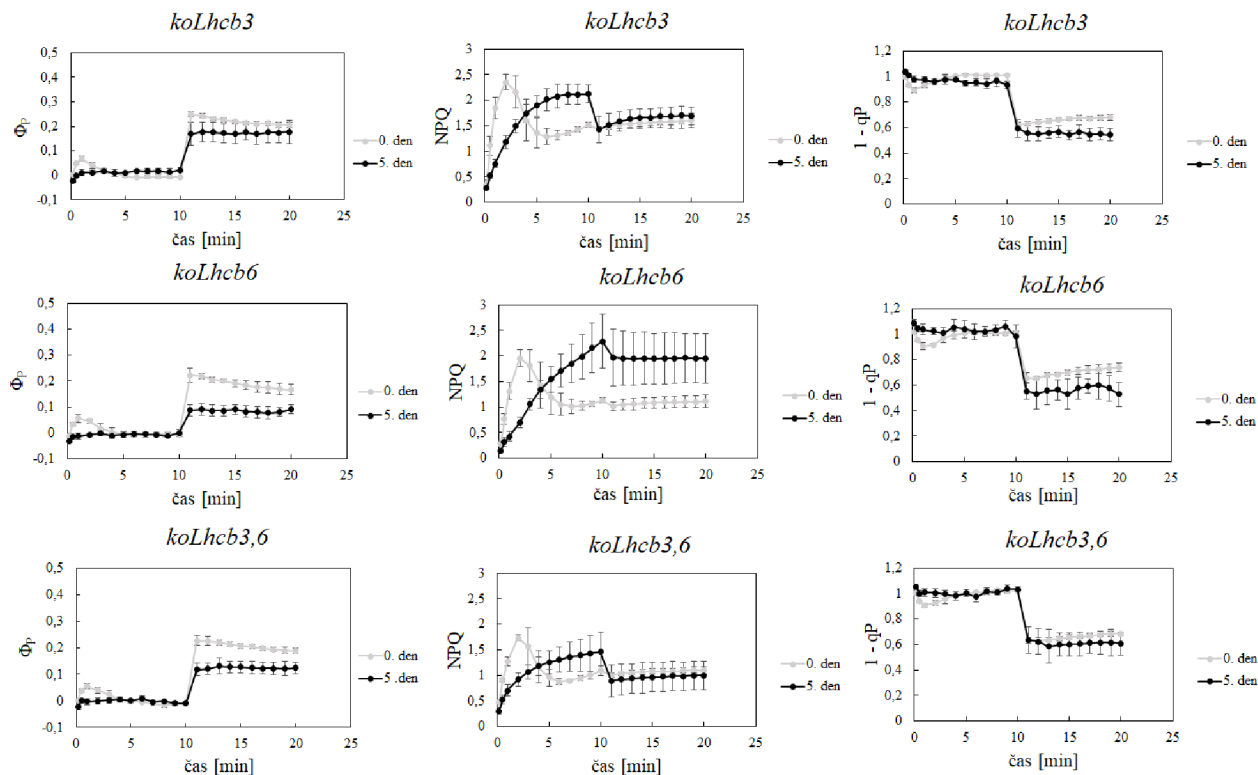 koLhcb3
koLhcb3
koLhcb3
0,5
0,4
0,3
0,2
0,1
0
-0,1
Φ_P
0 5 10 15 20 25
čas [min]
0. den
5. den
3
2,5
2
1,5
1
0,5
0
NPQ
0 5 10 15 20 25
čas [min]
0. den
5. den
1,2
1
0,8
0,6
0,4
0,2
0
1 - qP
0 5 10 15 20 25
čas [min]
0. den
5. den
koLhcb6
koLhcb6
koLhcb6
0,5
0,4
0,3
0,2
0,1
0
-0,1
Φ_P
0 5 10 15 20 25
čas [min]
0. den
5. den
3
2,5
2
1,5
1
0,5
0
NPQ
0 5 10 15 20 25
čas [min]
0. den
5. den
1,2
1
0,8
0,6
0,4
0,2
0
1 - qP
0 5 10 15 20 25
čas [min]
0. den
5. den
koLhcb3,6
koLhcb3,6
koLhcb3,6
0,5
0,4
0,3
0,2
0,1
0
-0,1
Φ_P
0 5 10 15 20 25
čas [min]
0. den
5. den
3
2,5
2
1,5
1
0,5
0
NPQ
0 5 10 15 20 25
čas [min]
0. den
5. den
1,2
1
0,8
0,6
0,4
0,2
0
1 - qP
0 5 10 15 20 25
čas [min]
0. den
5. den